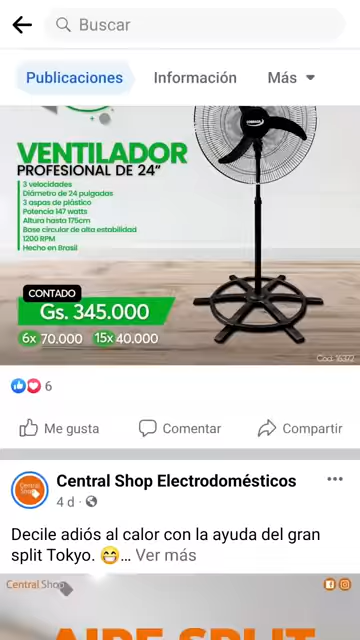 Buscar
Publicaciones
Información
Más
VENTILADOR
PROFESIONAL DE 24"
3 velocidades
Diámetro de 24 pulgadas
3 aspas de plástico
Potencia 147 watts
Altura hasta 175cm
Base circular de alta estabilidad
1200 RPM
Hecho en Brasil
CONTADO
Gs. 345.000
6x 70.000 15x 40.000
6
Me gusta
Comentar
Compartir
Central Shop
Central Shop Electrodomésticos
4 d ·
Decile adiós al calor con la ayuda del gran
split Tokyo. 😁... Ver más
Central Shop
AIRE SPLIT